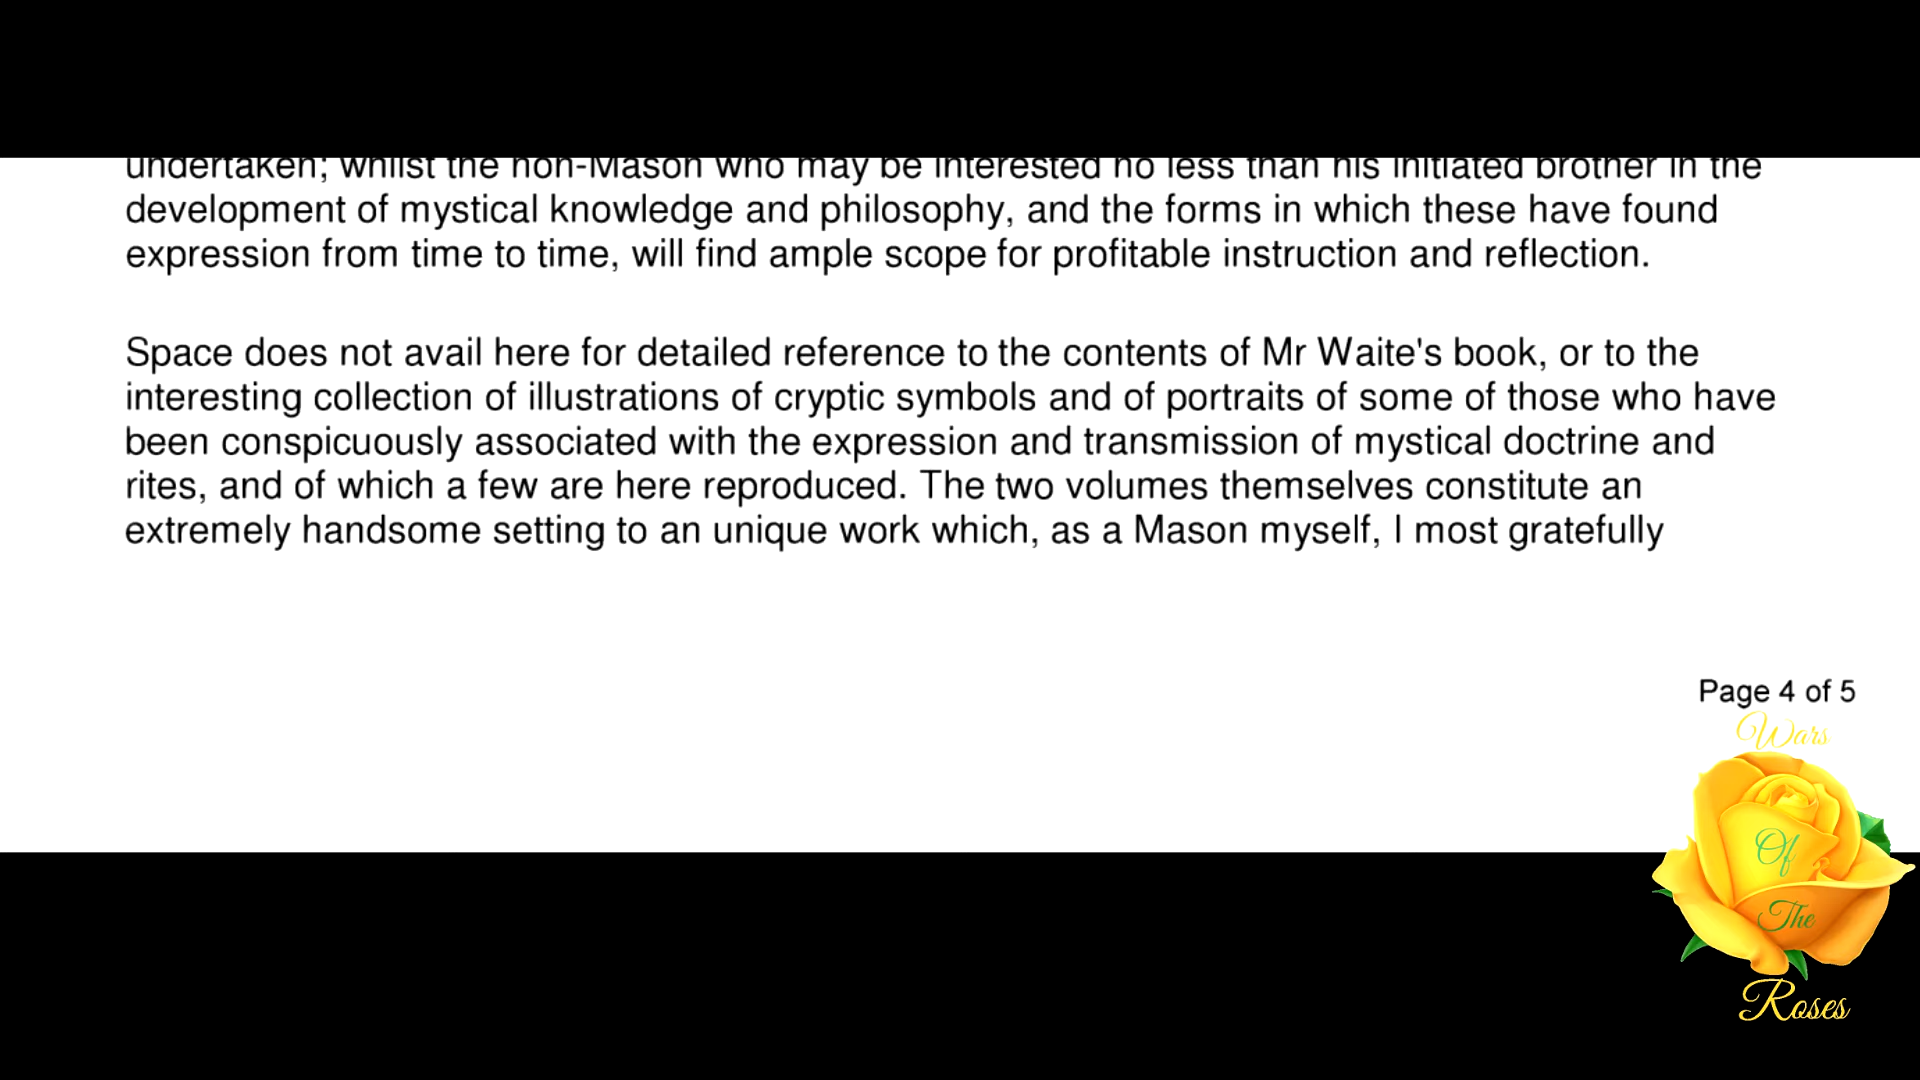 undertaken; whilst the non-Mason who may be interested no less than his initiated brother in the
development of mystical knowledge and philosophy, and the forms in which these have found
expression from time to time, will find ample scope for profitable instruction and reflection.
Space does not avail here for detailed reference to the contents of Mr Waite's book, or to the
interesting collection of illustrations of cryptic symbols and of portraits of some of those who have
been conspicuously associated with the expression and transmission of mystical doctrine and
rites, and of which a few are here reproduced. The two volumes themselves constitute an
extremely handsome setting to an unique work which, as a Mason myself, I most gratefully
Page 4 of 5
Wars
Of
The
Roses